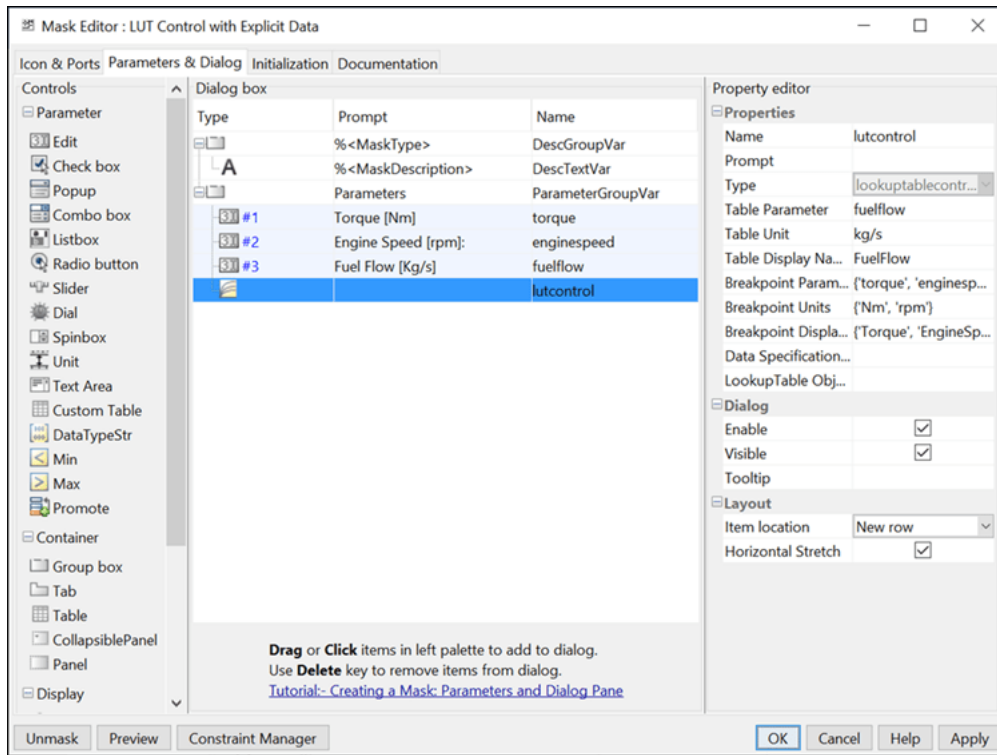 Mask Editor : LUT Control with Explicit Data
Icon & Ports Parameters & Dialog Initialization Documentation
Controls
Parameter
Edit
Check box
Popup
Combo box
Listbox
Radio button
Slider
Dial
Spinbox
Unit
Text Area
Custom Table
DataTypeStr
Min
Max
Promote
Container
Group box
Tab
Table
CollapsiblePanel
Panel
Display
Dialog box
Type Prompt Name
%<MaskType> DescGroupVar
A %<MaskDescription> DescTextVar
Parameters ParameterGroupVar
#1 Torque [Nm] torque
#2 Engine Speed [rpm]: enginespeed
#3 Fuel Flow [Kg/s] fuelflow
lutcontrol
Drag or Click items in left palette to add to dialog.
Use Delete key to remove items from dialog.
Tutorial:- Creating a Mask: Parameters and Dialog Pane
Property editor
Properties
Name lutcontrol
Prompt
Type lookuptablecontr...
Table Parameter fuelflow
Table Unit kg/s
Table Display Na... FuelFlow
Breakpoint Param... {'torque', 'enginesp...
Breakpoint Units {'Nm', 'rpm'}
Breakpoint Displa... {'Torque', 'EngineSp...
Data Specification...
LookupTable Obj...
Dialog
Enable
Visible
Tooltip
Layout
Item location New row
Horizontal Stretch
Unmask Preview Constraint Manager OK Cancel Help Apply